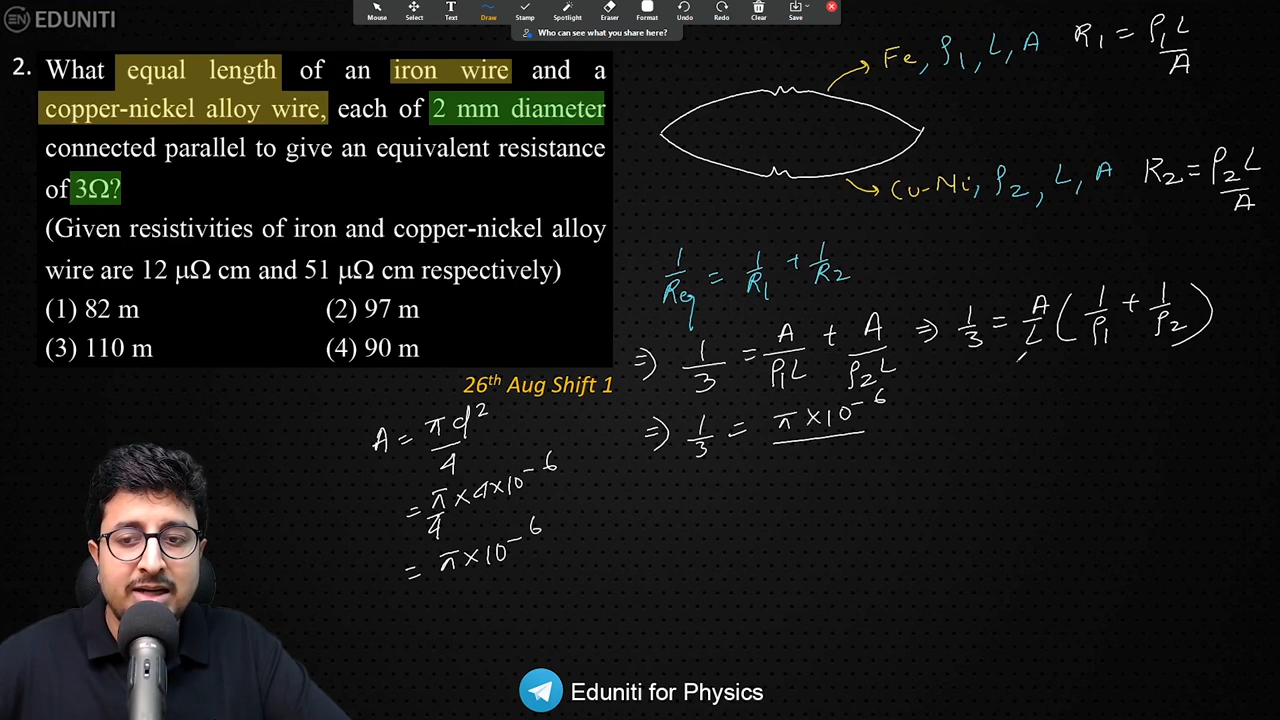 EN EDUNITI
Mouse Select Text Draw Stamp Spotlight Eraser Format Undo Redo Clear Save
Who can see what you share here?
2. What equal length of an iron wire and a
copper-nickel alloy wire, each of 2 mm diameter
connected parallel to give an equivalent resistance
of 3Ω?
(Given resistivities of iron and copper-nickel alloy
wire are 12 μΩ cm and 51 μΩ cm respectively)
(1) 82 m (2) 97 m
(3) 110 m (4) 90 m
26th Aug Shift 1
Fe, ρ1, L, A
R1 = ρ1L/A
Cu-Ni, ρ2, L, A
R2 = ρ2L/A
1/Req = 1/R1 + 1/R2
⇒ 1/3 = A/ρ1L + A/ρ2L ⇒ 1/3 = A/L (1/ρ1 + 1/ρ2)
⇒ 1/3 = π×10⁻⁶
A = πd²/4
= π/4 ×4×10⁻⁶
= π×10⁻⁶
Eduniti for Physics